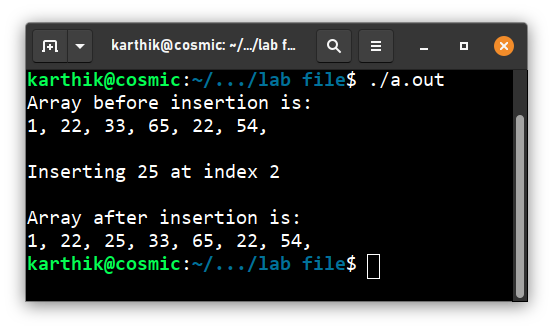 karthik@cosmic: ~/.../lab f...
karthik@cosmic:~/.../lab file$ ./a.out
Array before insertion is:
1, 22, 33, 65, 22, 54,
Inserting 25 at index 2
Array after insertion is:
1, 22, 25, 33, 65, 22, 54,
karthik@cosmic:~/.../lab file$